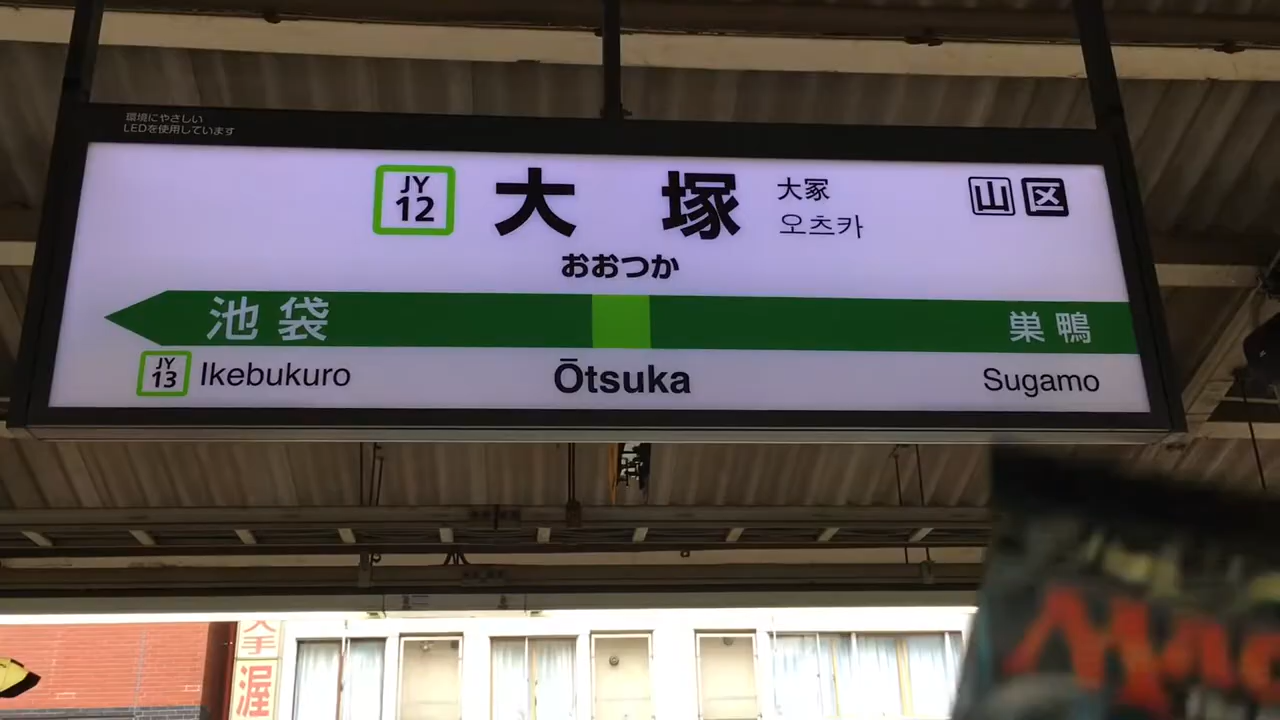 環境にやさしい
LEDを使用しています
JY
12
大塚
大冢
오츠카
山区
おおつか
池袋
巣鴨
JY
13
Ikebukuro
Ōtsuka
Sugamo
渥